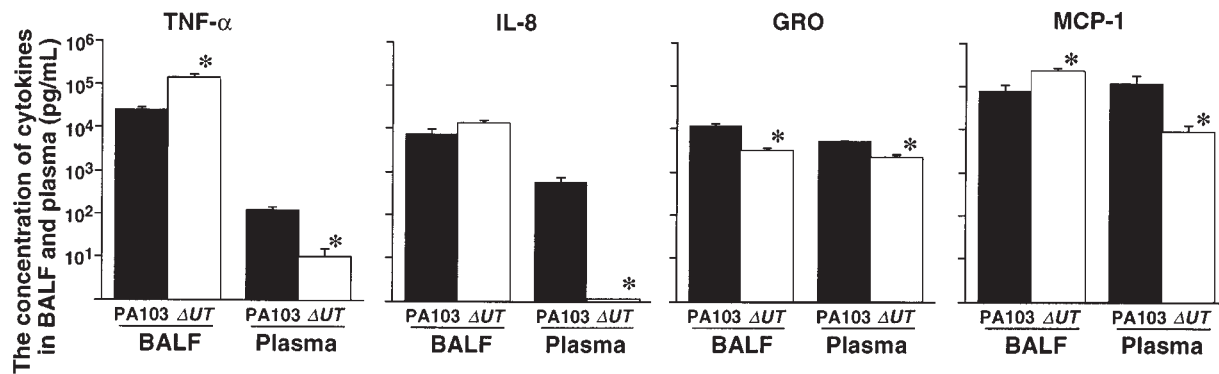 TNF-α IL-8 GRO MCP-1
The concentration of cytokines
in BALF and plasma (pg/mL)
10⁶
10⁵
10⁴
10³
10²
10¹
* * * * * * *
PA103 ΔUT PA103 ΔUT PA103 ΔUT PA103 ΔUT PA103 ΔUT PA103 ΔUT PA103 ΔUT PA103 ΔUT
BALF Plasma BALF Plasma BALF Plasma BALF Plasma